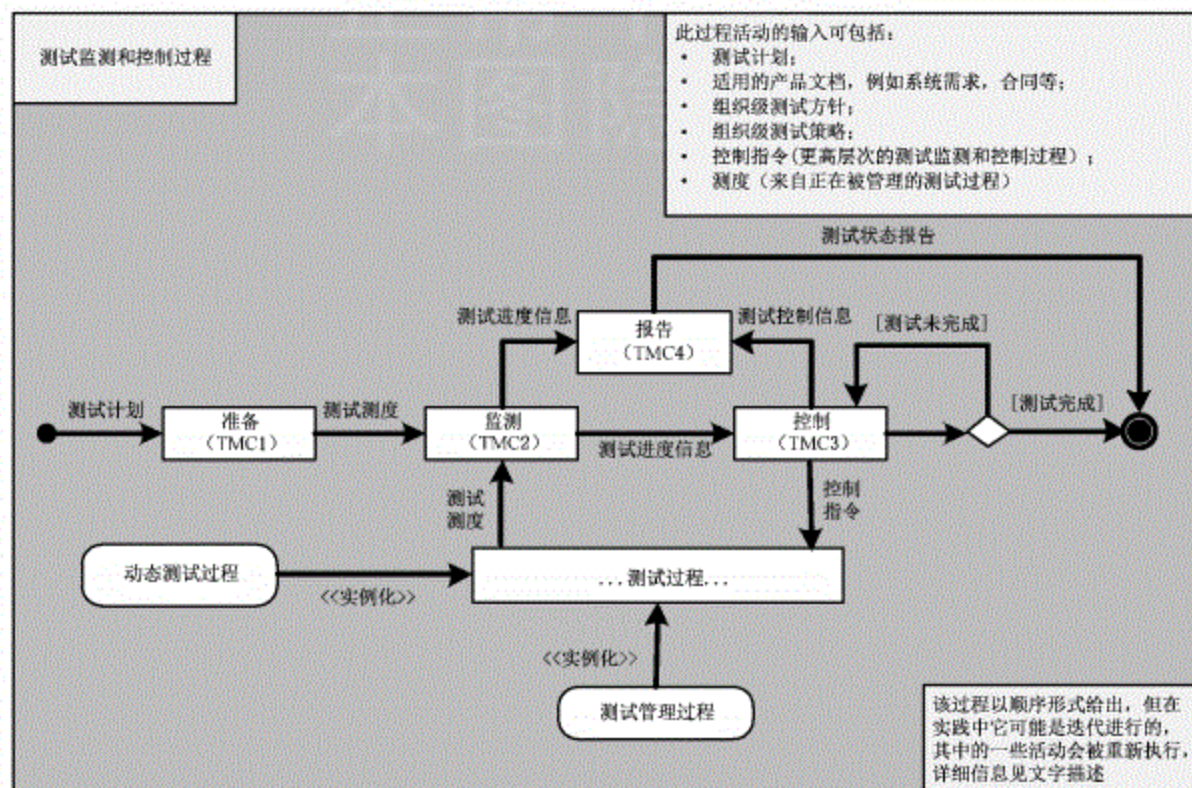 测试监测和控制过程
此过程活动的输入可包括：
• 测试计划；
• 适用的产品文档，例如系统需求，合同等；
• 组织级测试方针；
• 组织级测试策略；
• 控制指令(更高层次的测试监测和控制过程）；
• 测度（来自正在被管理的测试过程）
测试状态报告
测试进度信息
报告
（TMC4）
测试控制信息
[测试未完成]
测试计划
准备
（TMC1）
测试测度
监测
（TMC2）
测试进度信息
控制
（TMC3）
[测试完成]
测试
测度
控制
指令
动态测试过程
<<实例化>>
...测试过程...
<<实例化>>
测试管理过程
该过程以顺序形式给出，但在
实践中它可能是迭代进行的，
其中的一些活动会被重新执行，
详细信息见文字描述